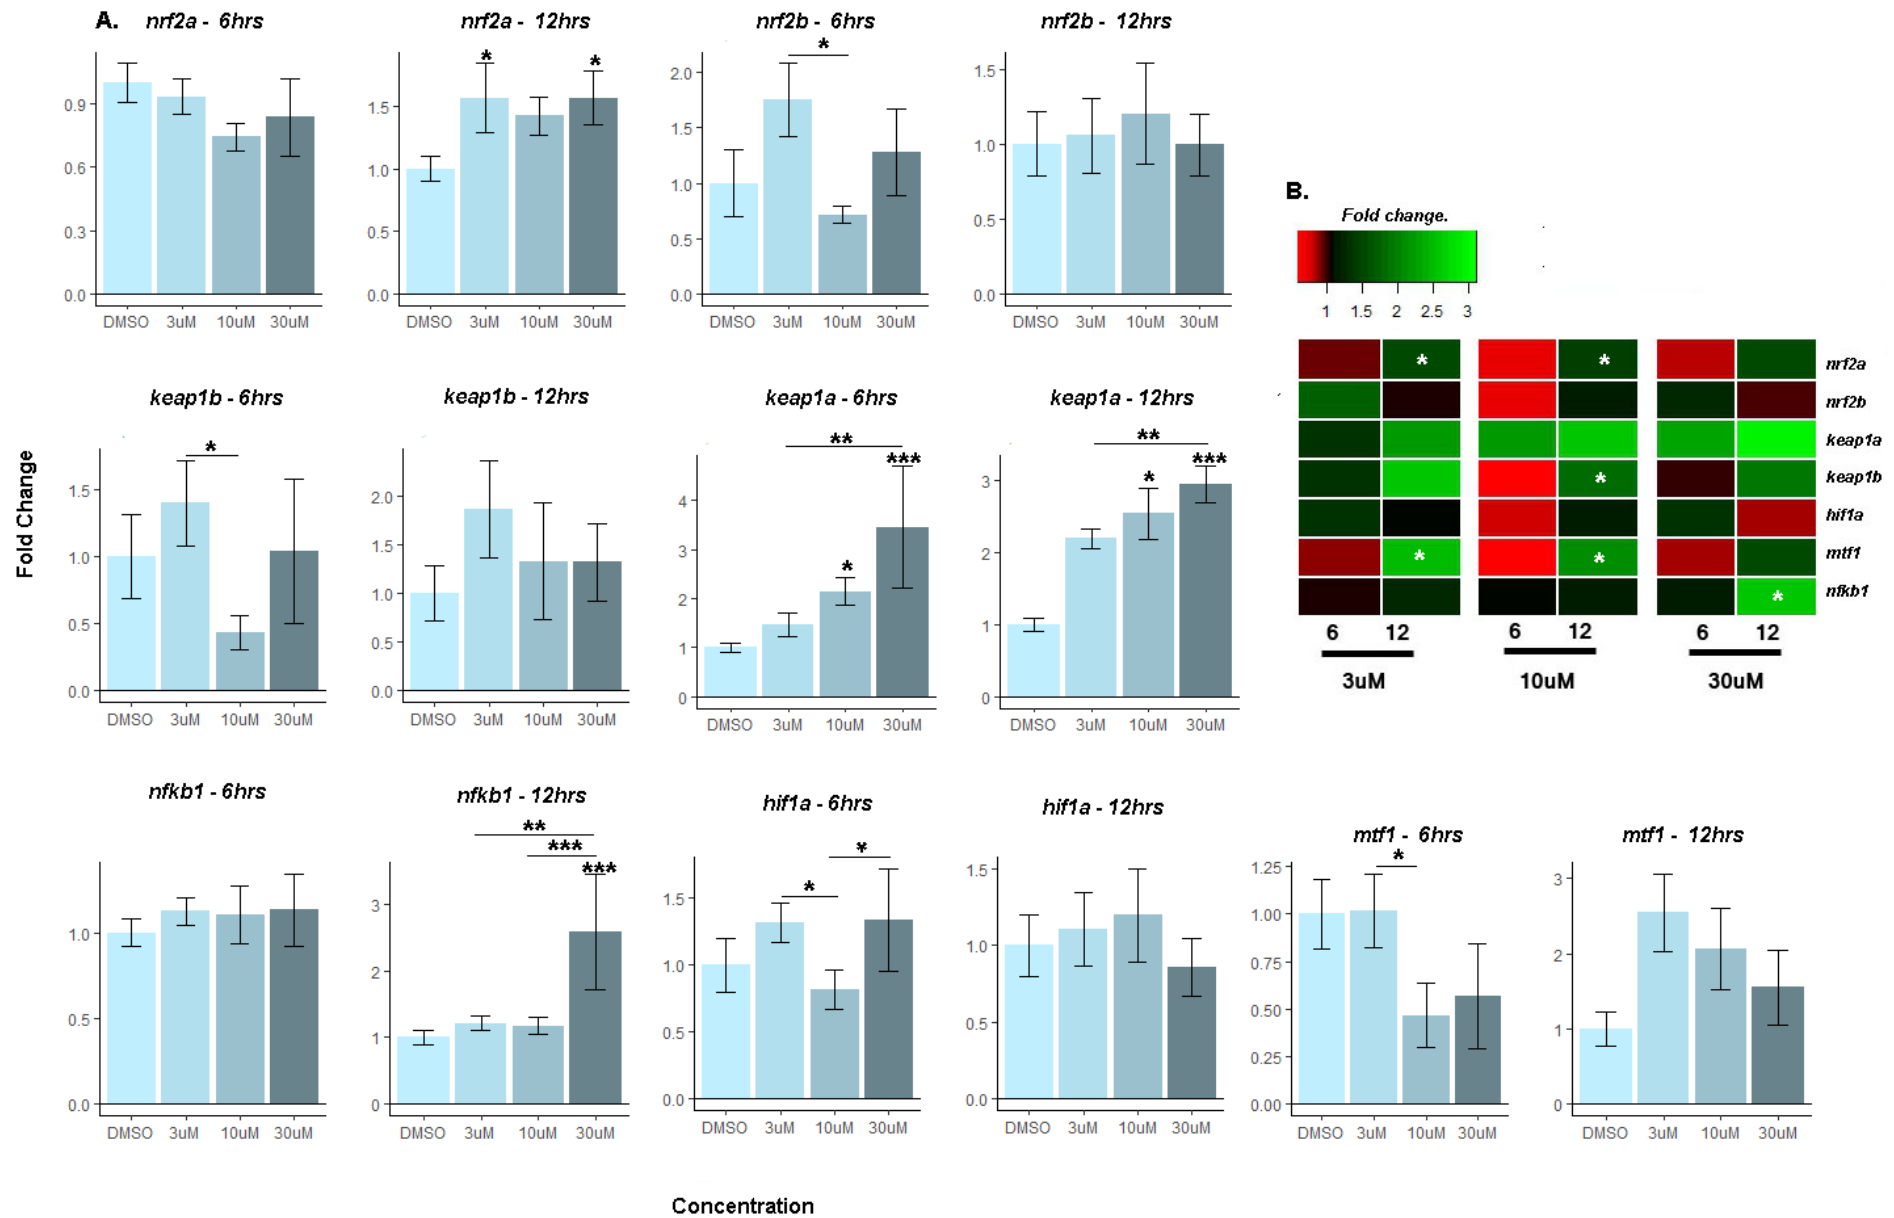 A.
nrf2a - 6hrs
0.9
0.6
0.3
0.0
DMSO 3uM 10uM 30uM
nrf2a - 12hrs
* *
1.5
1.0
0.5
0.0
DMSO 3uM 10uM 30uM
nrf2b - 6hrs
*
2.0
1.5
1.0
0.5
0.0
DMSO 3uM 10uM 30uM
nrf2b - 12hrs
1.5
1.0
0.5
0.0
DMSO 3uM 10uM 30uM
Fold Change
keap1b - 6hrs
*
1.5
1.0
0.5
0.0
DMSO 3uM 10uM 30uM
keap1b - 12hrs
2.0
1.5
1.0
0.5
0.0
DMSO 3uM 10uM 30uM
keap1a - 6hrs
**
***
*
4
3
2
1
0
DMSO 3uM 10uM 30uM
keap1a - 12hrs
**
***
*
3
2
1
0
DMSO 3uM 10uM 30uM
nfkb1 - 6hrs
1.0
0.5
0.0
DMSO 3uM 10uM 30uM
nfkb1 - 12hrs
**
***
***
3
2
1
0
DMSO 3uM 10uM 30uM
hif1a - 6hrs
*
*
1.5
1.0
0.5
0.0
DMSO 3uM 10uM 30uM
hif1a - 12hrs
1.5
1.0
0.5
0.0
DMSO 3uM 10uM 30uM
mtf1 - 6hrs
*
1.25
1.00
0.75
0.50
0.25
0.00
DMSO 3uM 10uM 30uM
mtf1 - 12hrs
3
2
1
0
DMSO 3uM 10uM 30uM
Concentration
B.
Fold change.
1 1.5 2 2.5 3
* * nrf2a
nrf2b
keap1a
* keap1b
hif1a
* * mtf1
* nfkb1
6 12 6 12 6 12
3uM 10uM 30uM